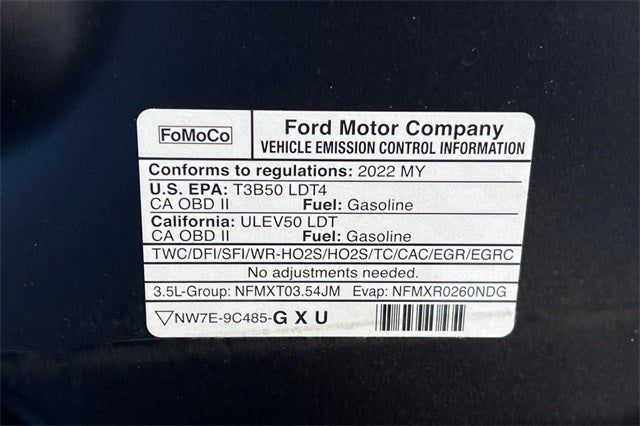 FoMoCo
Ford Motor Company
VEHICLE EMISSION CONTROL INFORMATION
Conforms to regulations: 2022 MY
U.S. EPA: T3B50 LDT4
CA OBD II Fuel: Gasoline
California: ULEV50 LDT
CA OBD II Fuel: Gasoline
TWC/DFI/SFI/WR-HO2S/HO2S/TC/CAC/EGR/EGRC
No adjustments needed.
3.5L-Group: NFMXT03.54JM Evap: NFMXR0260NDG
▽NW7E-9C485-G X U